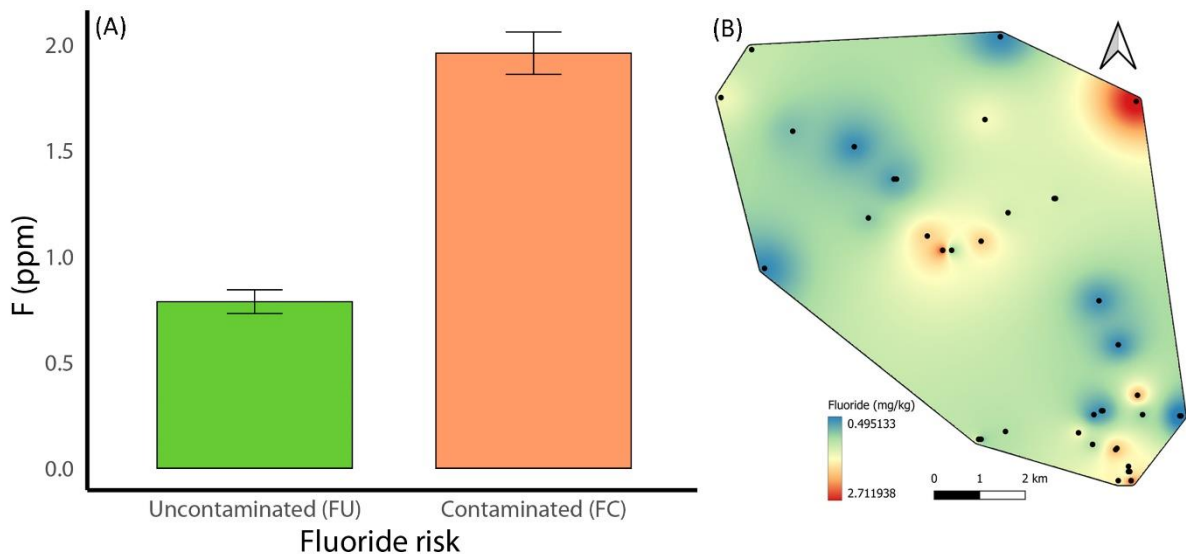 (A)
F (ppm)
2.0
1.5
1.0
0.5
0.0
Uncontaminated (FU)
Contaminated (FC)
Fluoride risk
(B)
Fluoride (mg/kg)
0.495133
2.711938
0 1 2 km